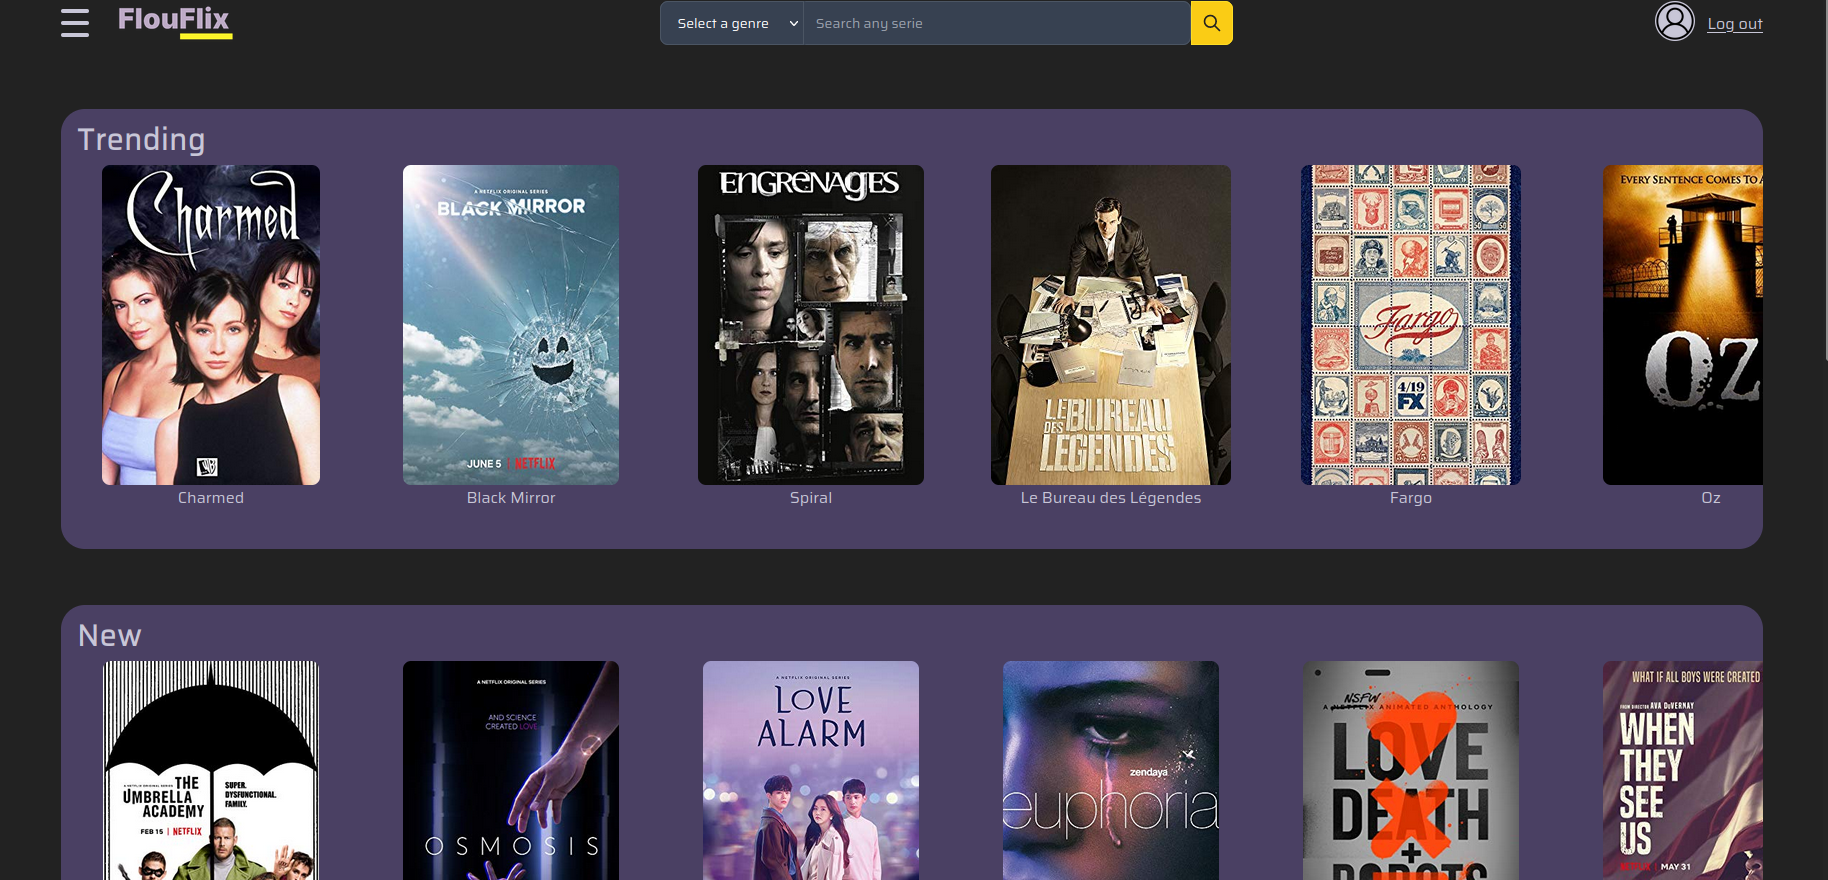 FlouFlix
Select a genre
Search any serie
Log out
Trending
Charmed
A NETFLIX ORIGINAL SERIES
BLACK MIRROR
JUNE 5 | NETFLIX
ENGRENAGES
LE BUREAU
DES
LEGENDES
Fargo
4/19
FX
EVERY SENTENCE COMES TO A
OZ
Charmed
Black Mirror
Spiral
Le Bureau des Légendes
Fargo
Oz
New
A NETFLIX ORIGINAL SERIES
THE
UMBRELLA
ACADEMY
FEB 15 | NETFLIX
SUPER.
DYSFUNCTIONAL.
FAMILY.
A NETFLIX ORIGINAL SERIES
AND SCIENCE
CREATED LOVE.
OSMOSIS
A NETFLIX ORIGINAL SERIES
LOVE
ALARM
zendaya
euphoria
NSFW
A NETFLIX ANIMATED ANTHOLOGY
LOVE
DEATH
+
ROBOTS
WHAT IF ALL BOYS WERE CREATED
FROM DIRECTOR AVA DuVERNAY
WHEN
THEY
SEE
US
NETFLIX | MAY 31